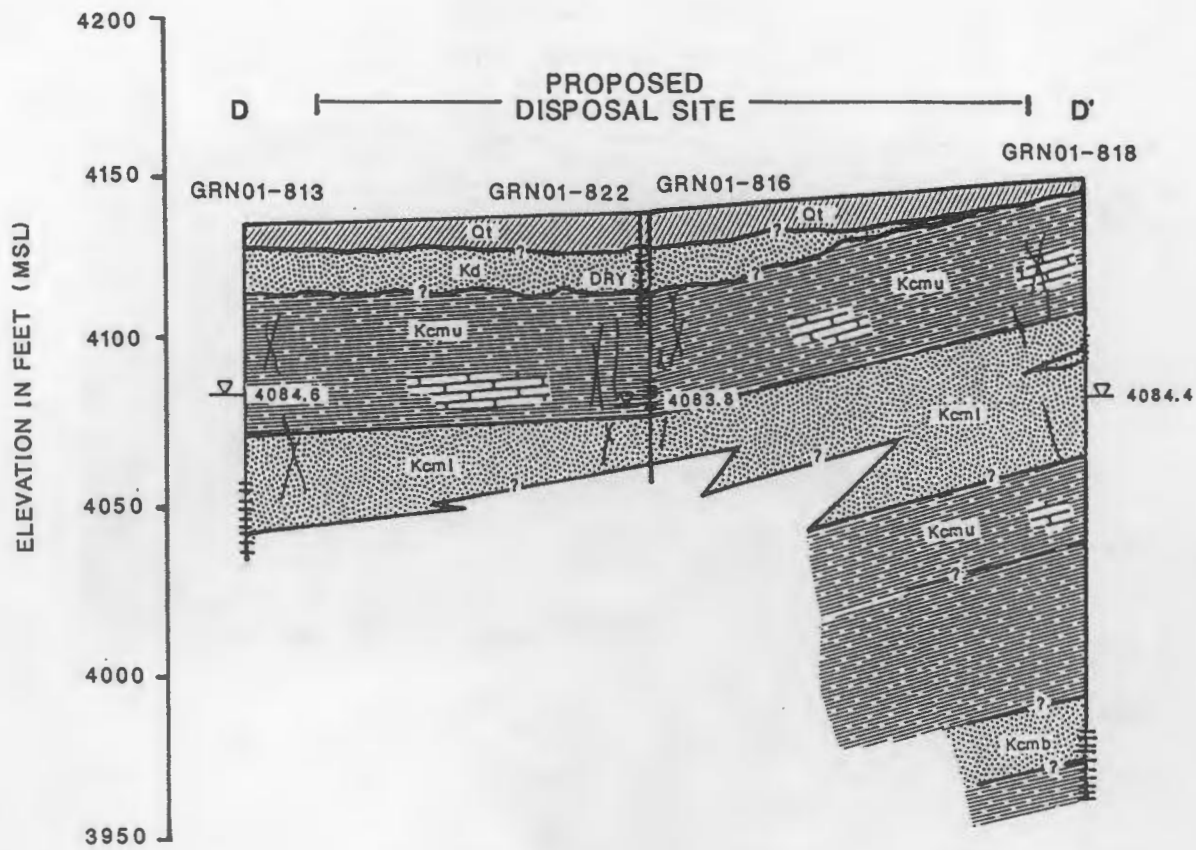 4200
PROPOSED
D DISPOSAL SITE D'
GRN01-818
4150
GRN01-813 GRN01-822 GRN01-816
Qt Qt
? ?
Kd DRY
? ?
Kcmu Kcmu
4100
4084.6 4083.8 4084.4
Kcml Kcml
? ? ?
4050
Kcmu
?
4000
?
Kcmb
?
3950
ELEVATION IN FEET (MSL)